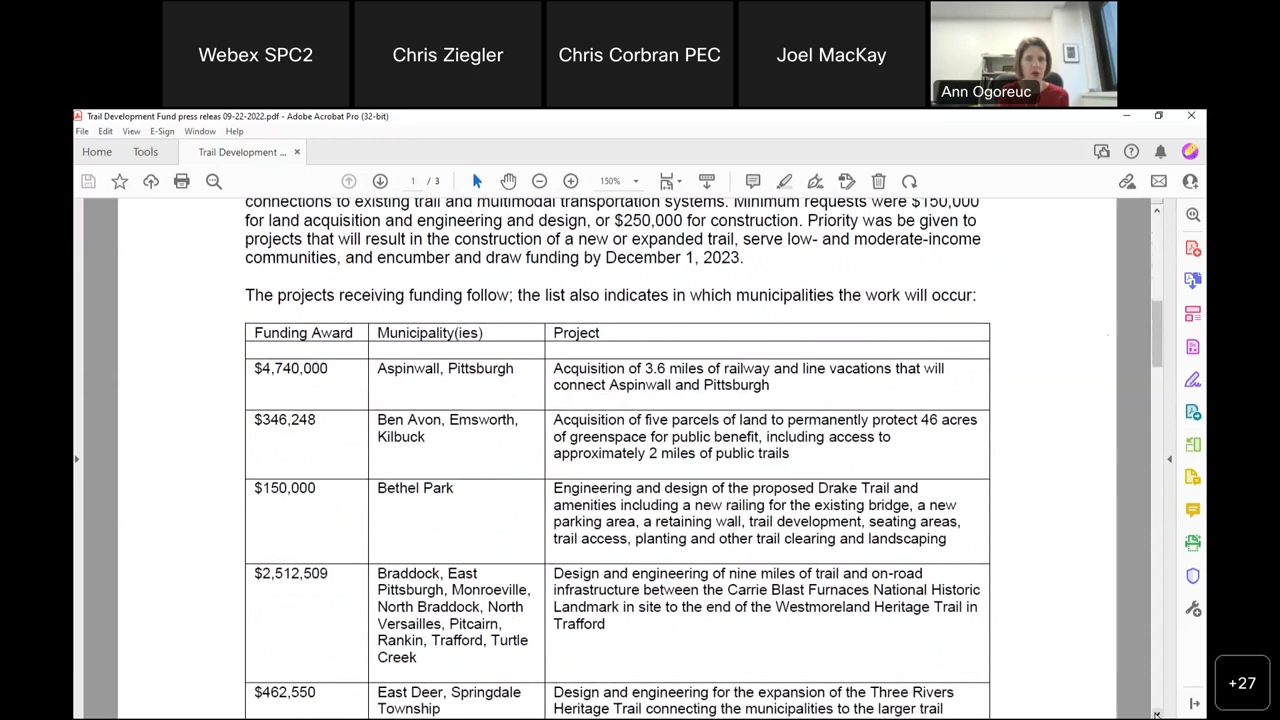 Webex SPC2
Chris Ziegler
Chris Corbran PEC
Joel MacKay
Ann Ogoreuc
Trail Development Fund press releas 09-22-2022.pdf - Adobe Acrobat Pro (32-bit)
File Edit View E-Sign Window Help
Home Tools Trail Development ... ×
1 / 3 150%
connections to existing trail and multimodal transportation systems. Minimum requests were $150,000
for land acquisition and engineering and design, or $250,000 for construction. Priority was be given to
projects that will result in the construction of a new or expanded trail, serve low- and moderate-income
communities, and encumber and draw funding by December 1, 2023.
The projects receiving funding follow; the list also indicates in which municipalities the work will occur:
Funding Award Municipality(ies) Project
$4,740,000 Aspinwall, Pittsburgh Acquisition of 3.6 miles of railway and line vacations that will
connect Aspinwall and Pittsburgh
$346,248 Ben Avon, Emsworth, Acquisition of five parcels of land to permanently protect 46 acres
Kilbuck of greenspace for public benefit, including access to
approximately 2 miles of public trails
$150,000 Bethel Park Engineering and design of the proposed Drake Trail and
amenities including a new railing for the existing bridge, a new
parking area, a retaining wall, trail development, seating areas,
trail access, planting and other trail clearing and landscaping
$2,512,509 Braddock, East Design and engineering of nine miles of trail and on-road
Pittsburgh, Monroeville, infrastructure between the Carrie Blast Furnaces National Historic
North Braddock, North Landmark in site to the end of the Westmoreland Heritage Trail in
Versailles, Pitcairn, Trafford
Rankin, Trafford, Turtle
Creek
$462,550 East Deer, Springdale Design and engineering for the expansion of the Three Rivers
Township Heritage Trail connecting the municipalities to the larger trail
+27